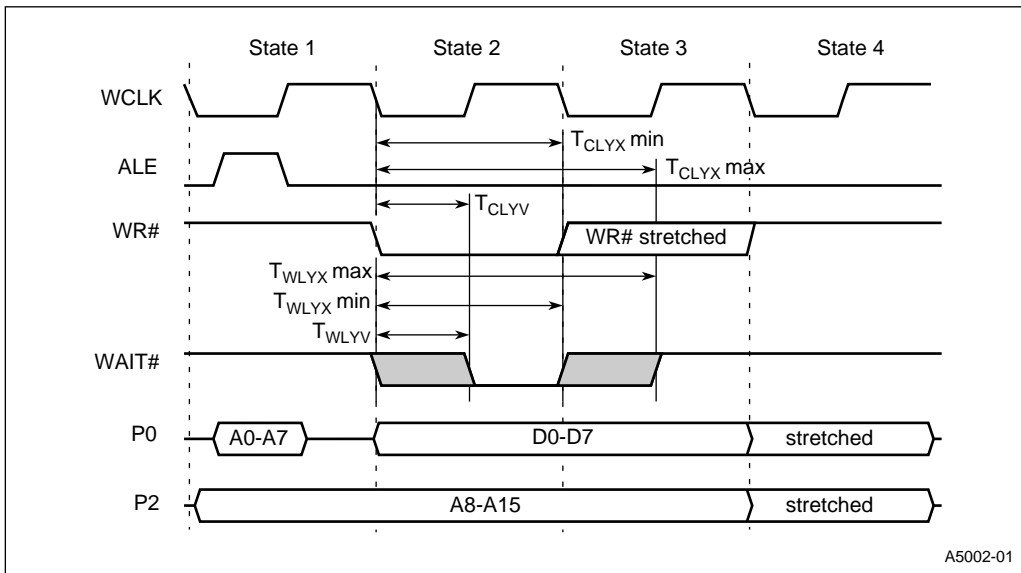 State 1 State 2 State 3 State 4
WCLK
T_CLYX min
ALE
T_CLYX max
T_CLYV
WR#
WR# stretched
T_WLYX max
T_WLYX min
T_WLYV
WAIT#
P0 A0-A7 D0-D7 stretched
P2 A8-A15 stretched
A5002-01